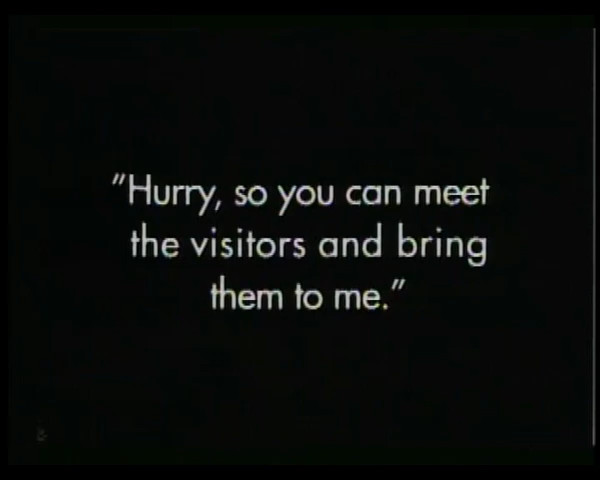 "Hurry, so you can meet
the visitors and bring
them to me."